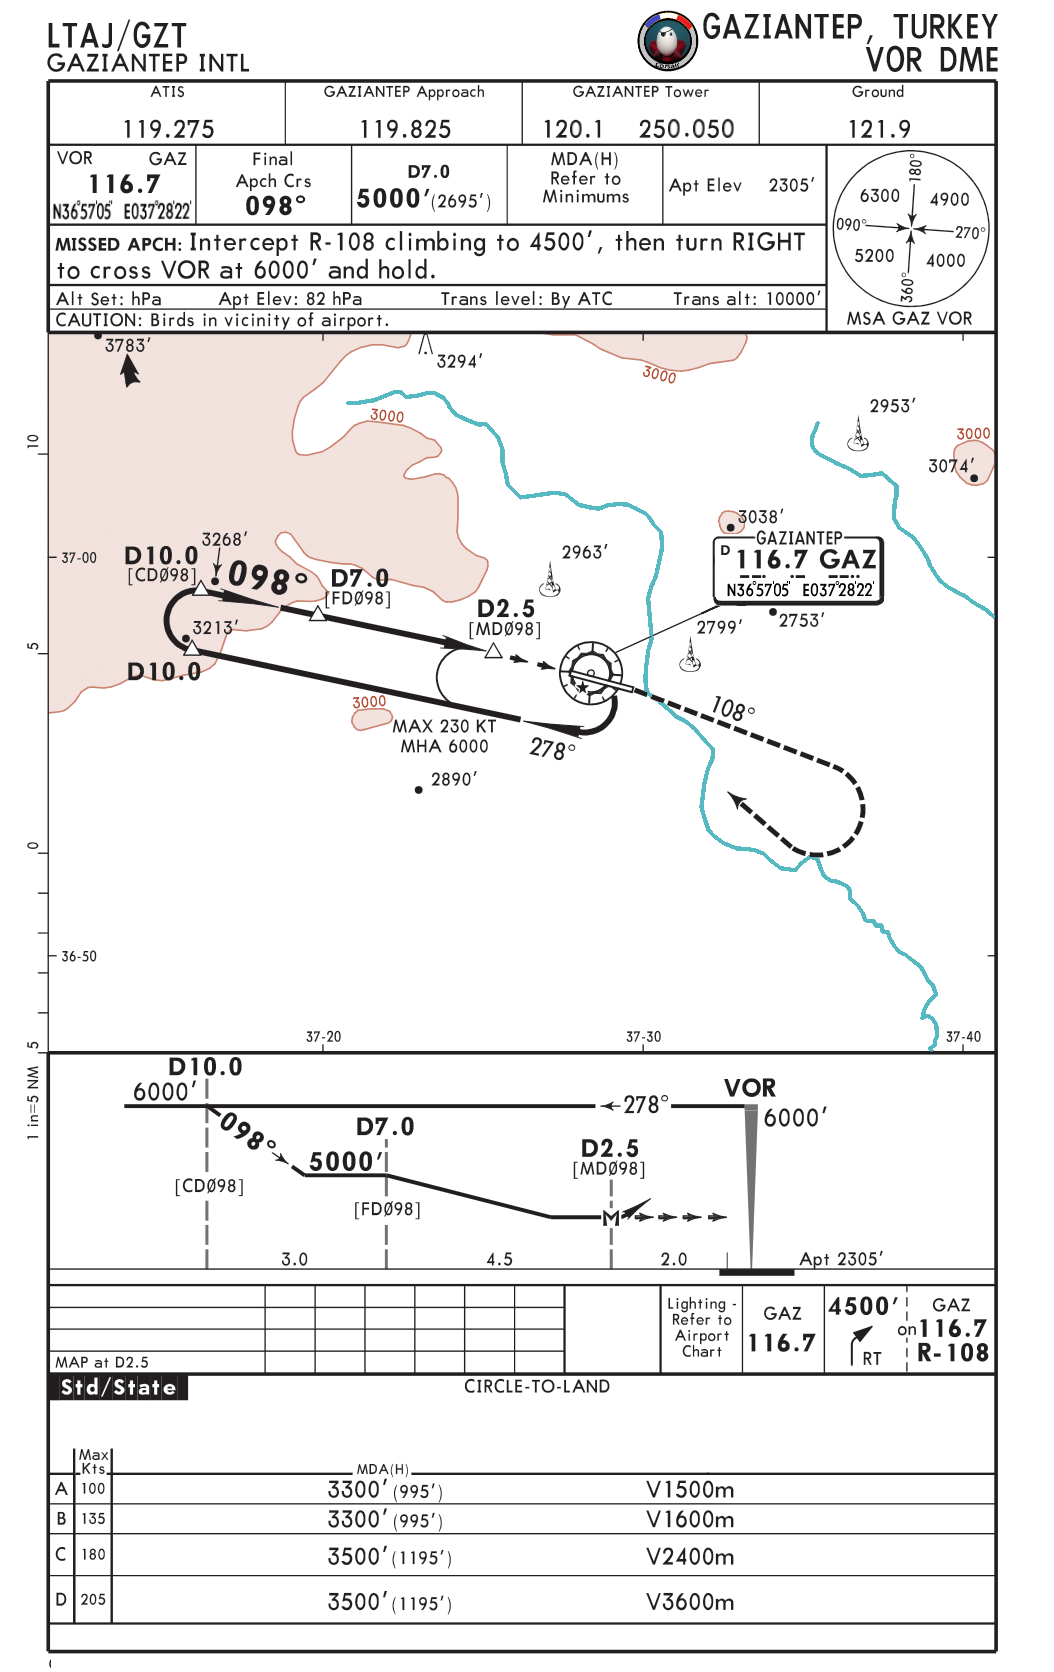 LTAJ/GZT
GAZIANTEP INTL
GAZIANTEP, TURKEY
VOR DME
ATIS
119.275
GAZIANTEP Approach
119.825
GAZIANTEP Tower
120.1 250.050
Ground
121.9
VOR GAZ
116.7
N36°57'05" E037°28'22"
Final
Apch Crs
098°
D7.0
5000'(2695')
MDA(H)
Refer to
Minimums
Apt Elev 2305'
MISSED APCH: Intercept R-108 climbing to 4500', then turn RIGHT
to cross VOR at 6000' and hold.
Alt Set: hPa Apt Elev: 82 hPa Trans level: By ATC Trans alt: 10000'
CAUTION: Birds in vicinity of airport.
180°
6300 4900
090° 270°
5200 4000
360°
MSA GAZ VOR
3783'
3294'
3000
2953'
3000
10
3000
3074'
3038'
GAZIANTEP
D 116.7 GAZ
N36°57'05" E037°28'22"
37-00
3268'
D10.0
[CDØ98]
098°
D7.0
[FDØ98]
2963'
D2.5
[MDØ98]
2753'
2799'
3213'
5
D10.0
3000
MAX 230 KT
MHA 6000
278°
108°
2890'
0
36-50
37-20
37-30
37-40
5
1 in=5 NM
D10.0
6000'
098°
[CDØ98]
D7.0
5000'
[FDØ98]
278°
VOR
6000'
D2.5
[MDØ98]
M
3.0 4.5 2.0 Apt 2305'
MAP at D2.5
Lighting -
Refer to
Airport
Chart
GAZ
116.7
4500'
RT
on
GAZ
116.7
R-108
Std/State
CIRCLE-TO-LAND
Max
Kts
MDA(H)
A 100 3300'(995') V1500m
B 135 3300'(995') V1600m
C 180 3500'(1195') V2400m
D 205 3500'(1195') V3600m